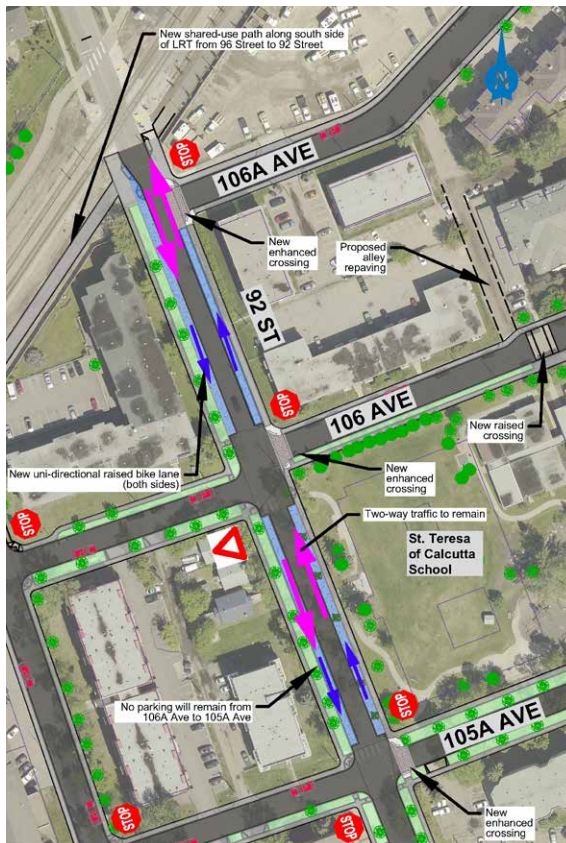 New shared-use path along south side
of LRT from 96 Street to 92 Street
STOP
106A AVE
New
enhanced
crossing
Proposed
alley
repaving
92 ST
STOP
106 AVE
New raised
crossing
New uni-directional raised bike lane
(both sides)
New
enhanced
crossing
STOP
Two-way traffic to remain
St. Teresa
of Calcutta
School
No parking will remain from
106A Ave to 105A Ave
STOP
105A AVE
STOP
STOP
New
enhanced
crossing